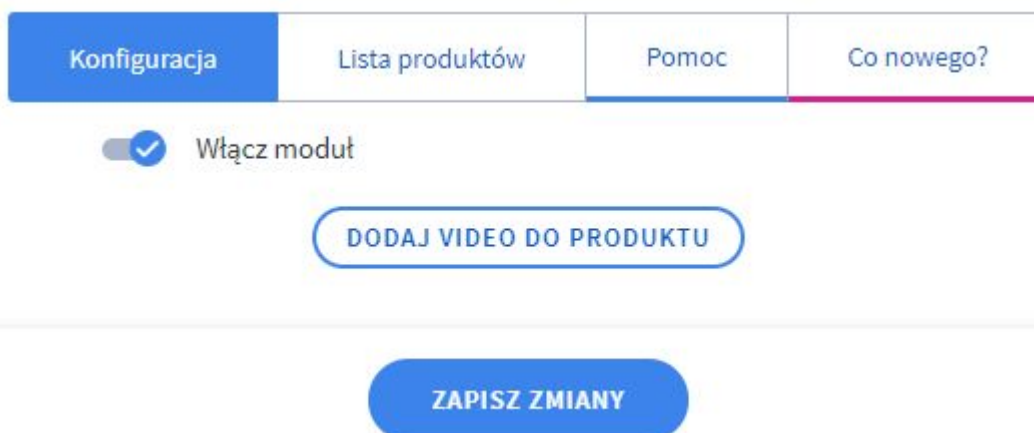 Konfiguracja
Lista produktów
Pomoc
Co nowego?
Włącz moduł
DODAJ VIDEO DO PRODUKTU
ZAPISZ ZMIANY